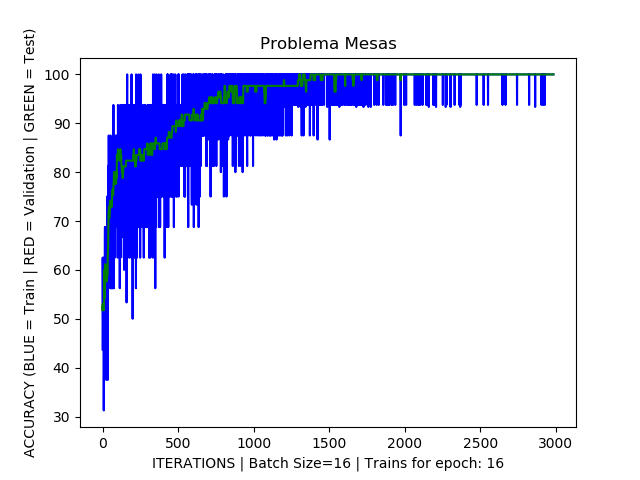 Problema Mesas
ACCURACY (BLUE = Train | RED = Validation | GREEN = Test)
100
90
80
70
60
50
40
30
0 500 1000 1500 2000 2500 3000
ITERATIONS | Batch Size=16 | Trains for epoch: 16